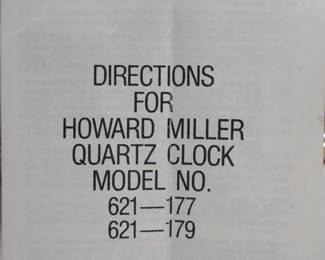 DIRECTIONS
FOR
HOWARD MILLER
QUARTZ CLOCK
MODEL NO.
621—177
621—179